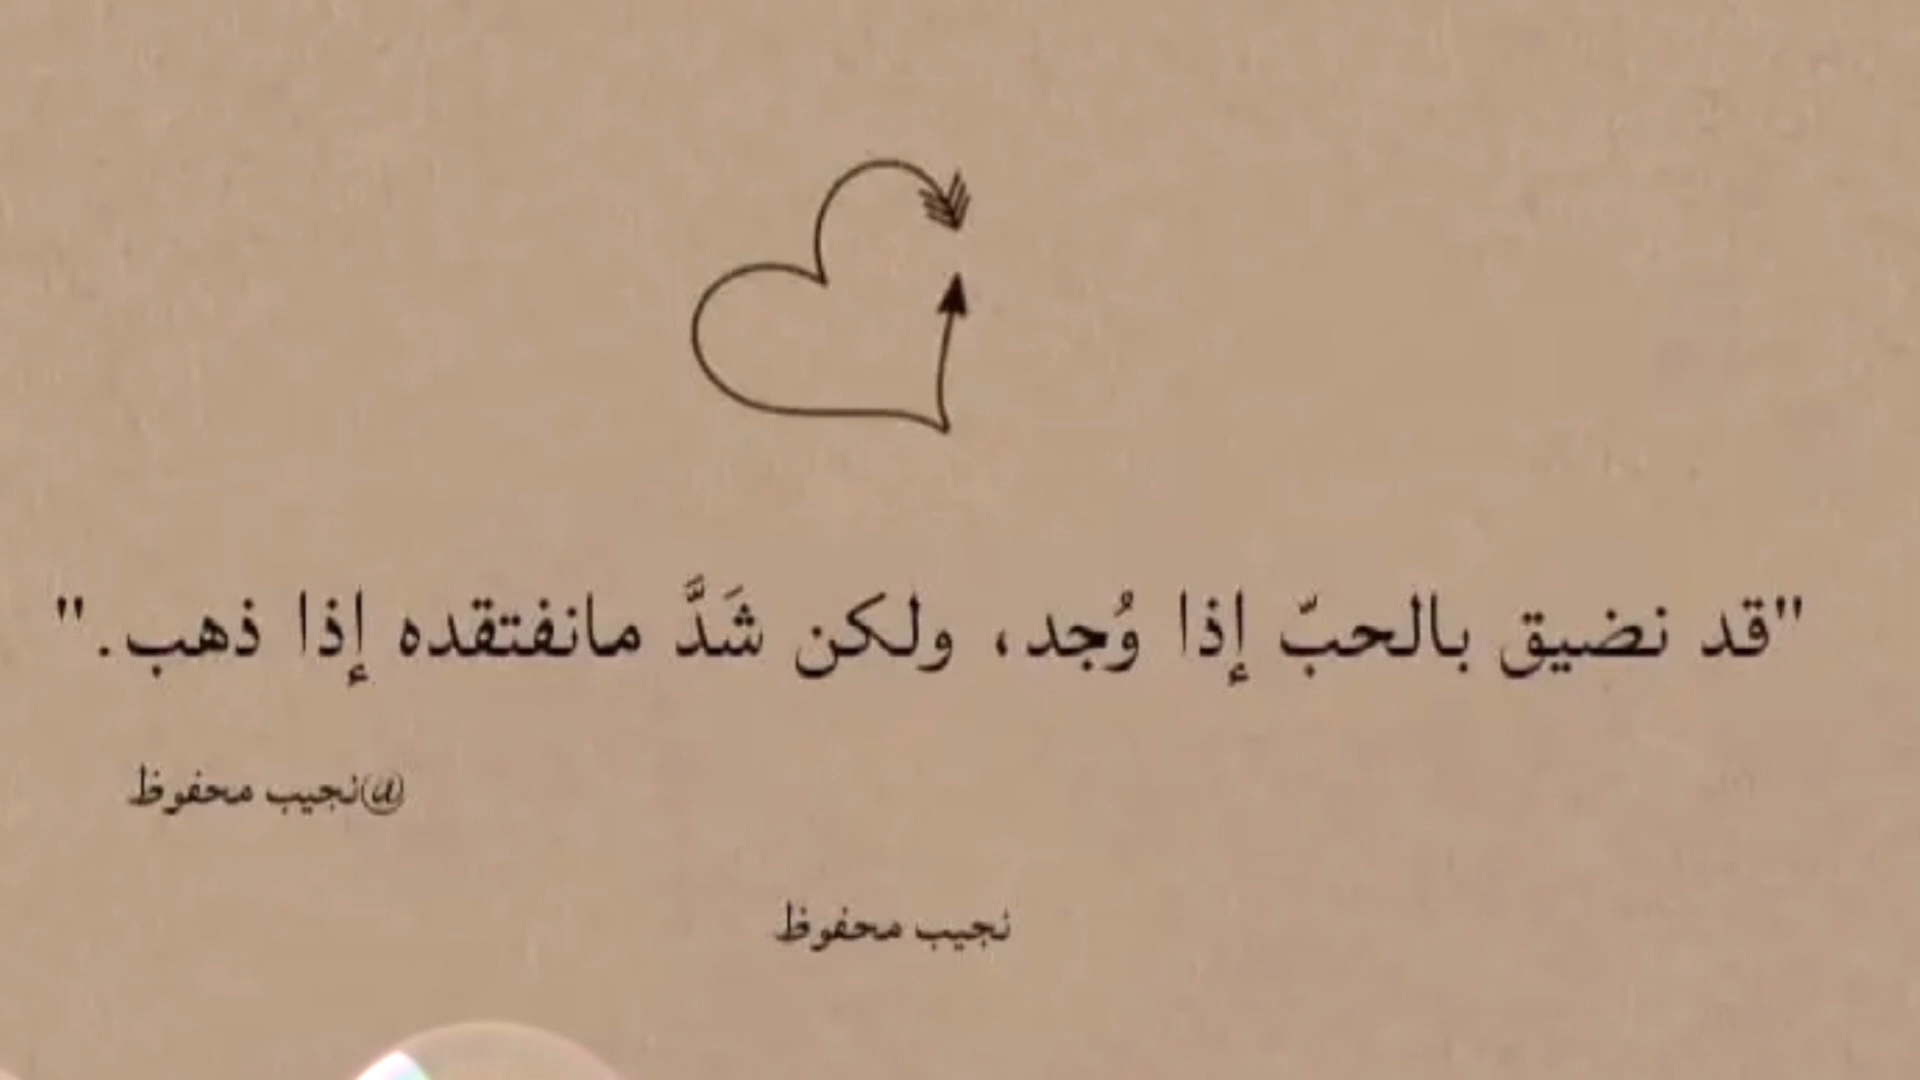 "قد نضيق بالحبّ إذا وُجد، ولكن شَدَّ مانفتقده إذا ذهب."
@نجيب محفوظ
نجيب محفوظ